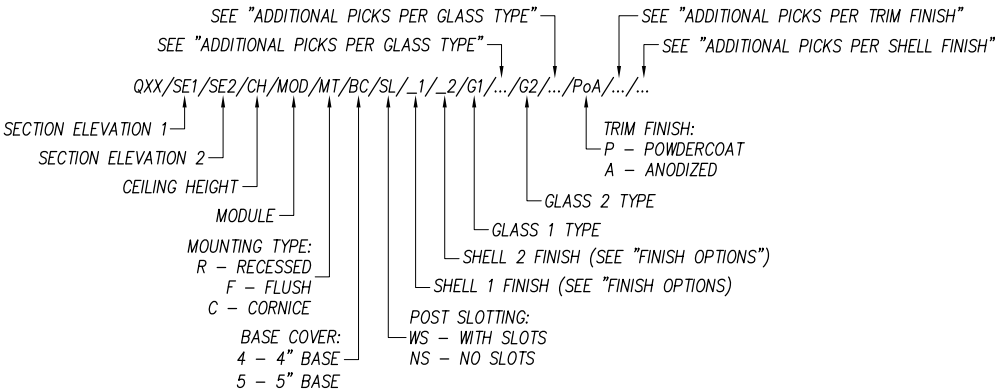 SEE "ADDITIONAL PICKS PER GLASS TYPE"
SEE "ADDITIONAL PICKS PER TRIM FINISH"
SEE "ADDITIONAL PICKS PER GLASS TYPE"
SEE "ADDITIONAL PICKS PER SHELL FINISH"
QXX/SE1/SE2/CH/MOD/MT/BC/SL/_1/_2/G1/.../G2/.../PoA/.../...
SECTION ELEVATION 1
SECTION ELEVATION 2
CEILING HEIGHT
MODULE
MOUNTING TYPE:
R – RECESSED
F – FLUSH
C – CORNICE
BASE COVER:
4 – 4" BASE
5 – 5" BASE
POST SLOTTING:
WS – WITH SLOTS
NS – NO SLOTS
SHELL 1 FINISH (SEE "FINISH OPTIONS)
SHELL 2 FINISH (SEE "FINISH OPTIONS")
GLASS 1 TYPE
GLASS 2 TYPE
TRIM FINISH:
P – POWDERCOAT
A – ANODIZED